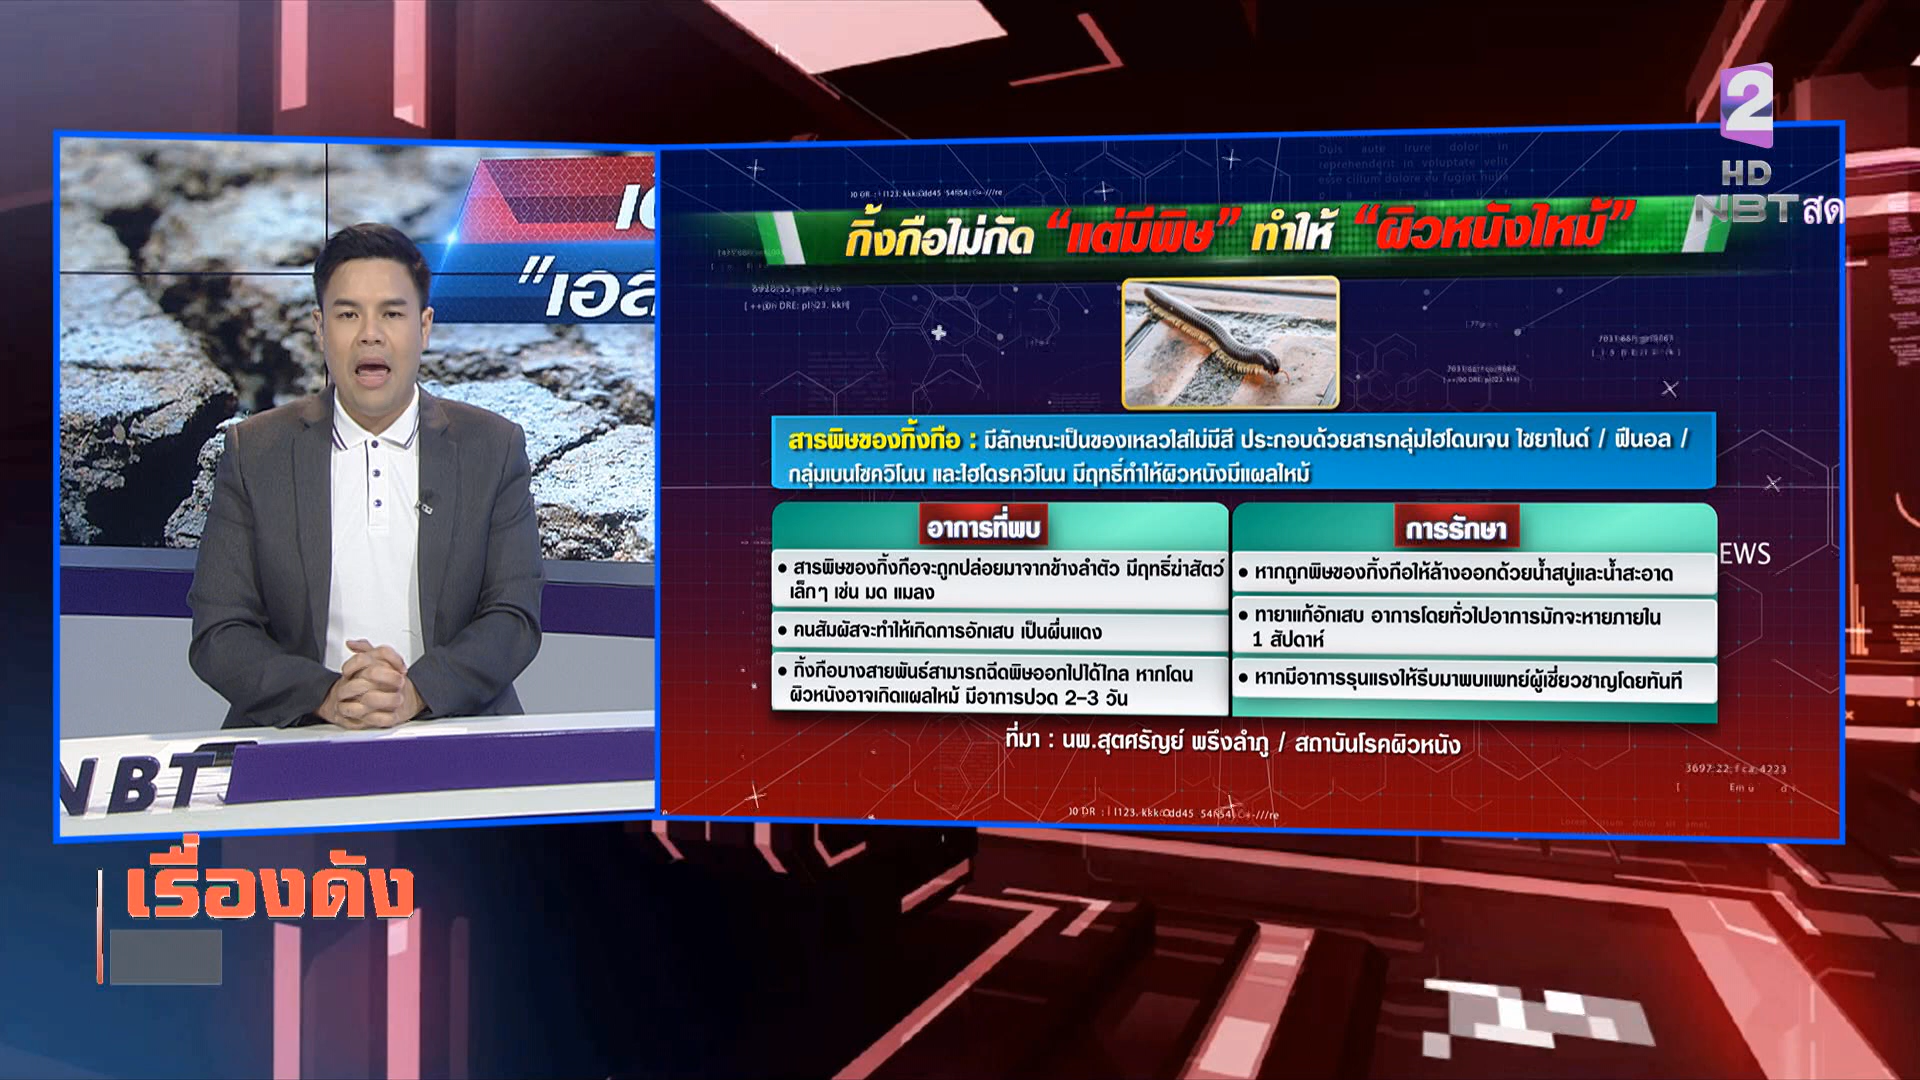 2
HD
NBT สด
กิ้งกือไม่กัด "แต่มีพิษ" ทำให้ "ผิวหนังไหม้"
สารพิษของกิ้งกือ : มีลักษณะเป็นของเหลวใสไม่มีสี ประกอบด้วยสารกลุ่มไฮโดนเจน ไซยาไนด์ / ฟีนอล /
กลุ่มเบนโซควิโนน และไฮโดรควิโนน มีฤทธิ์ทำให้ผิวหนังมีแผลไหม้
อาการที่พบ
• สารพิษของกิ้งกือจะถูกปล่อยมาจากข้างลำตัว มีฤทธิ์ฆ่าสัตว์
เล็กๆ เช่น มด แมลง
• คนสัมผัสจะทำให้เกิดการอักเสบ เป็นผื่นแดง
• กิ้งกือบางสายพันธ์สามารถฉีดพิษออกไปได้ไกล หากโดน
ผิวหนังอาจเกิดแผลไหม้ มีอาการปวด 2-3 วัน
การรักษา
• หากถูกพิษของกิ้งกือให้ล้างออกด้วยน้ำสบู่และน้ำสะอาด
• ทายาแก้อักเสบ อาการโดยทั่วไปอาการมักจะหายภายใน
1 สัปดาห์
• หากมีอาการรุนแรงให้รีบมาพบแพทย์ผู้เชี่ยวชาญโดยทันที
ที่มา : นพ.สุตศรัญย์ พรึงลำภู / สถาบันโรคผิวหนัง
EWS
"เอล
NBT
เรื่องดัง